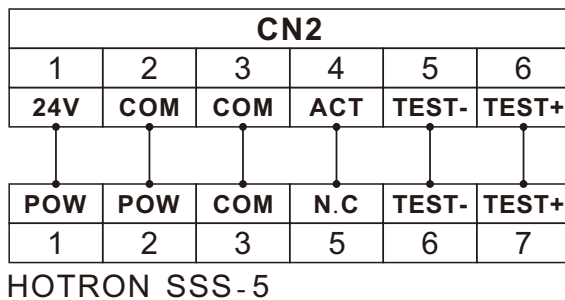 CN2
1 2 3 4 5 6
24V COM COM ACT TEST- TEST+
POW POW COM N.C TEST- TEST+
1 2 3 5 6 7
HOTRON SSS-5